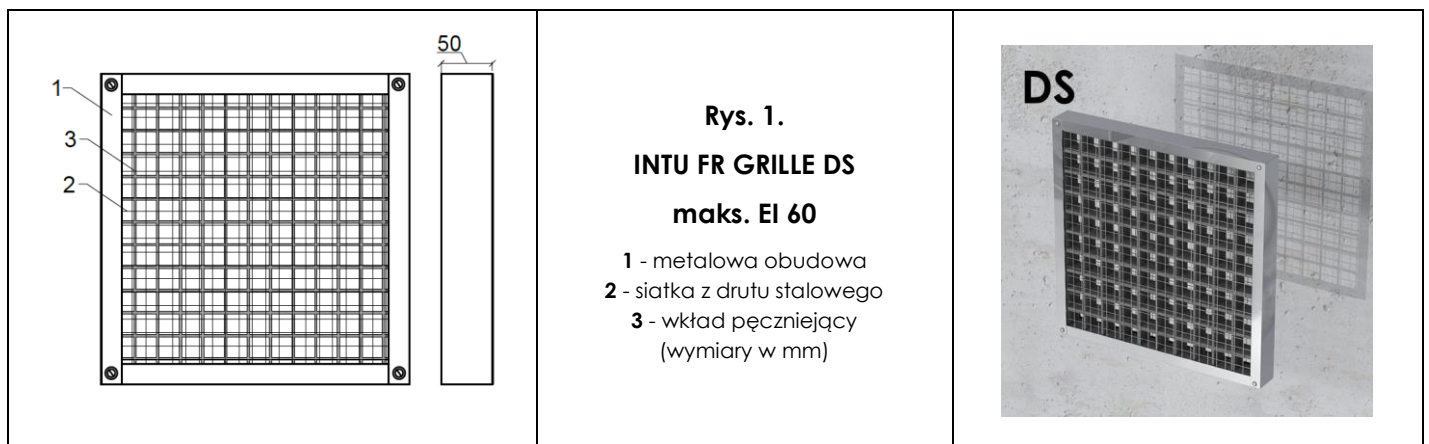 50
1
3
2
Rys. 1.
INTU FR GRILLE DS
maks. EI 60
1 - metalowa obudowa
2 - siatka z drutu stalowego
3 - wkład pęczniejący
(wymiary w mm)
DS